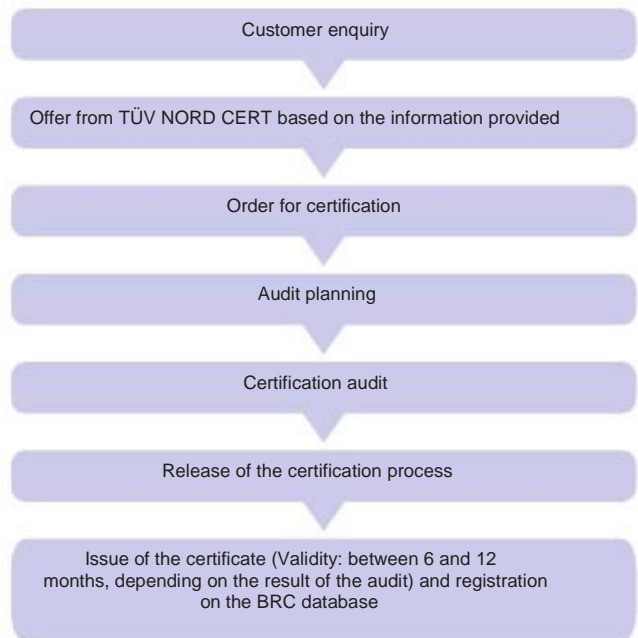 Customer enquiry
Offer from TÜV NORD CERT based on the information provided
Order for certification
Audit planning
Certification audit
Release of the certification process
Issue of the certificate (Validity: between 6 and 12
months, depending on the result of the audit) and registration
on the BRC database